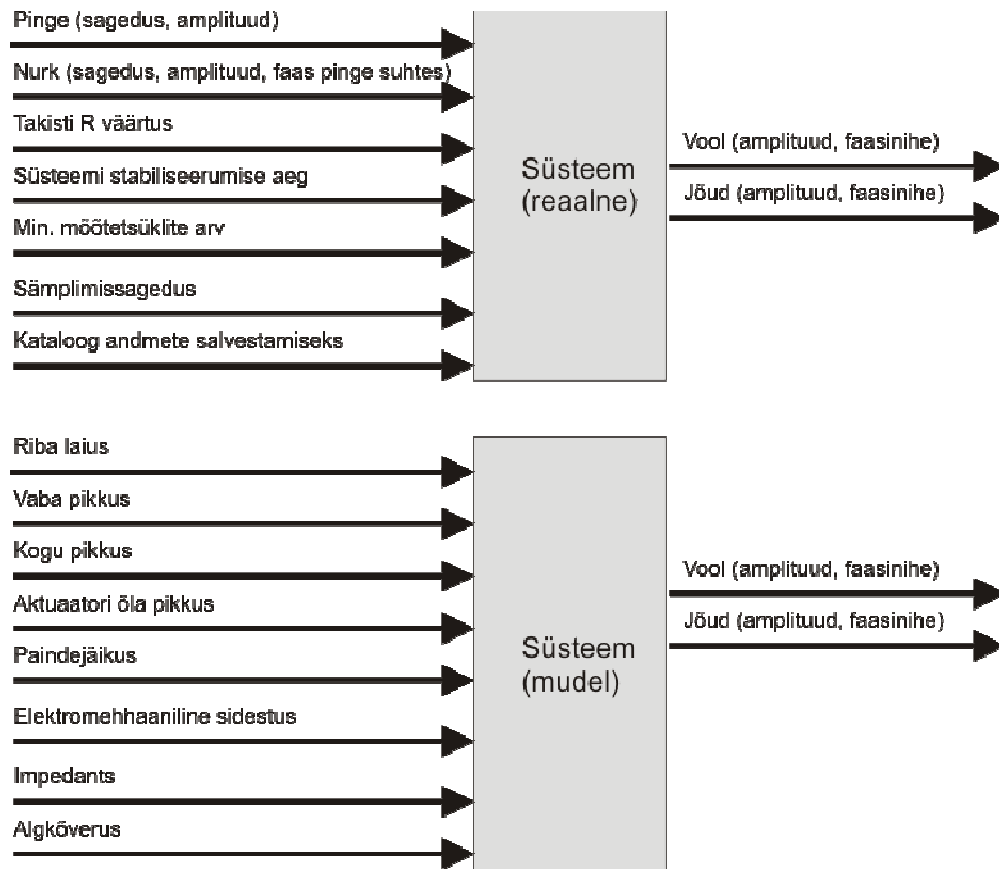 Pinge (sagedus, amplituud)
Nurk (sagedus, amplituud, faas pinge suhtes)
Takisti R väärtus
Süsteemi stabiliseerumise aeg
Min. mõõtetsüklite arv
Sämplimissagedus
Kataloog andmete salvestamiseks
Süsteem
(reaalne)
Vool (amplituud, faasinihe)
Jõud (amplituud, faasinihe)
Riba laius
Vaba pikkus
Kogu pikkus
Aktuaatori õla pikkus
Paindejäikus
Elektromehhaaniline sidestus
Impedants
Algkõverus
Süsteem
(mudel)
Vool (amplituud, faasinihe)
Jõud (amplituud, faasinihe)